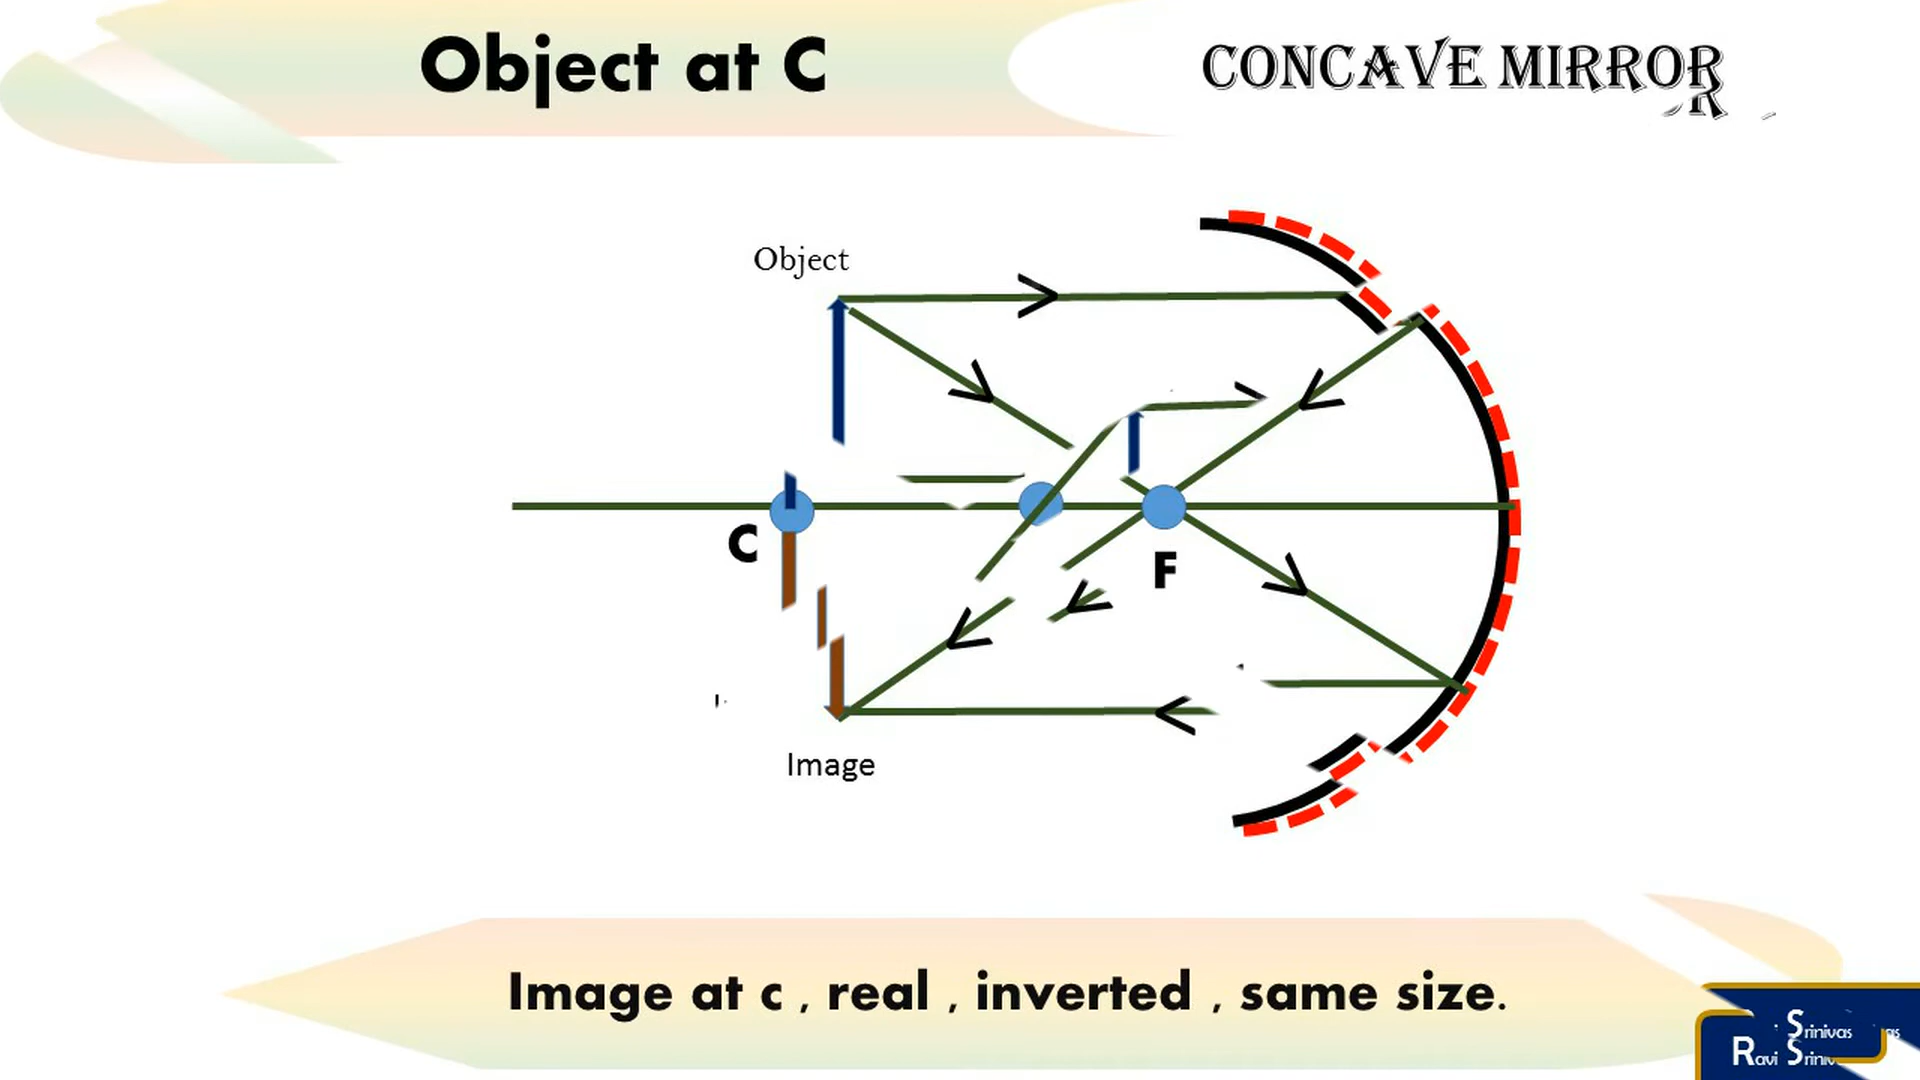 Object at C
CONCAVE MIRROR
Object
C
F
Image
Image at c , real , inverted , same size.
Srinivas
Ravi